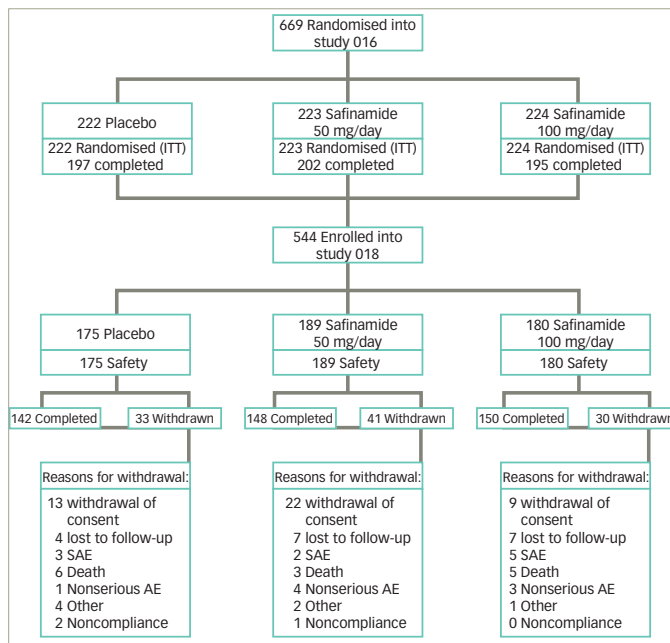 669 Randomised into
study 016
222 Placebo
222 Randomised (ITT)
197 completed
223 Safinamide
50 mg/day
223 Randomised (ITT)
202 completed
224 Safinamide
100 mg/day
224 Randomised (ITT)
195 completed
544 Enrolled into
study 018
175 Placebo
175 Safety
189 Safinamide
50 mg/day
189 Safety
180 Safinamide
100 mg/day
180 Safety
142 Completed
33 Withdrawn
148 Completed
41 Withdrawn
150 Completed
30 Withdrawn
Reasons for withdrawal:
13 withdrawal of
consent
4 lost to follow-up
3 SAE
6 Death
1 Nonserious AE
4 Other
2 Noncompliance
Reasons for withdrawal:
22 withdrawal of
consent
7 lost to follow-up
2 SAE
3 Death
4 Nonserious AE
2 Other
1 Noncompliance
Reasons for withdrawal:
9 withdrawal of
consent
7 lost to follow-up
5 SAE
5 Death
3 Nonserious AE
1 Other
0 Noncompliance